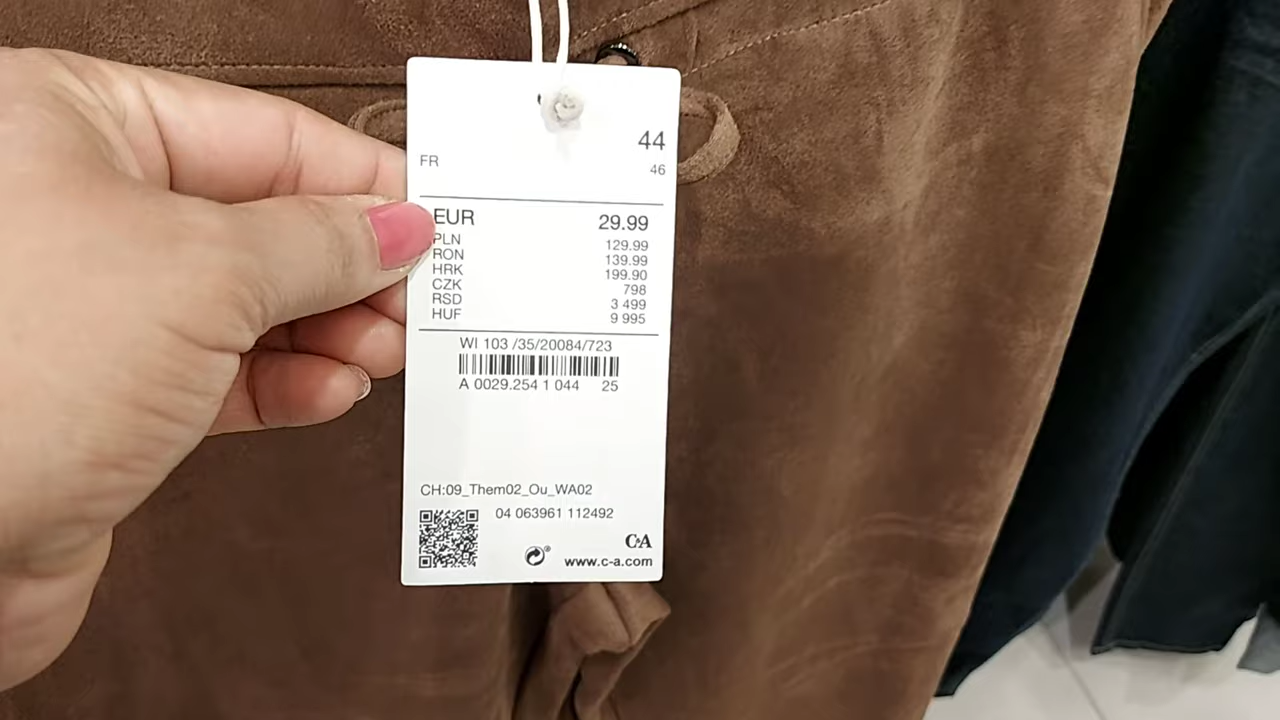 44
FR 46
EUR 29.99
PLN 129.99
RON 139.99
HRK 199.90
CZK 798
RSD 3 499
HUF 9 995
WI 103 /35/20084/723
A 0029.254 1 044 25
CH:09_Them02_Ou_WA02
04 063961 112492
C&A
www.c-a.com